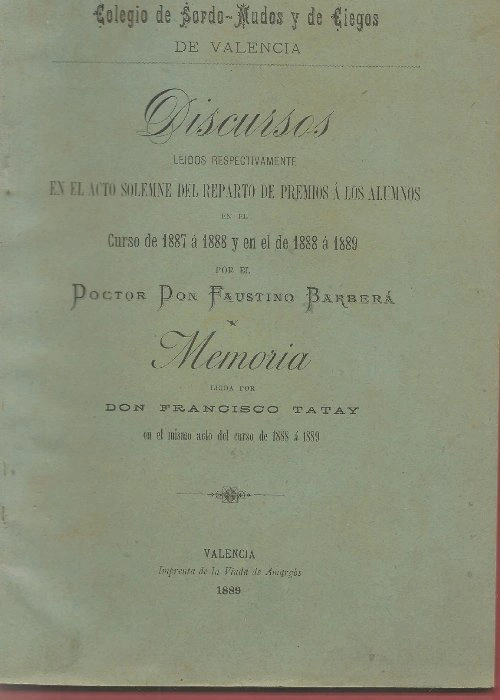 Colegio de Sordo-Mudos y de Ciegos
DE VALENCIA
Discursos
LEIDOS RESPECTIVAMENTE
EN EL ACTO SOLEMNE DEL REPARTO DE PREMIOS Á LOS ALUMNOS
EN EL
Curso de 1887 á 1888 y en el de 1888 á 1889
POR EL
DOCTOR DON FAUSTINO BARBERÁ
Y
Memoria
LEIDA POR
DON FRANCISCO TATAY
en el mismo acto del curso de 1888 á 1889
VALENCIA
Imprenta de la Viuda de Amargós
1889